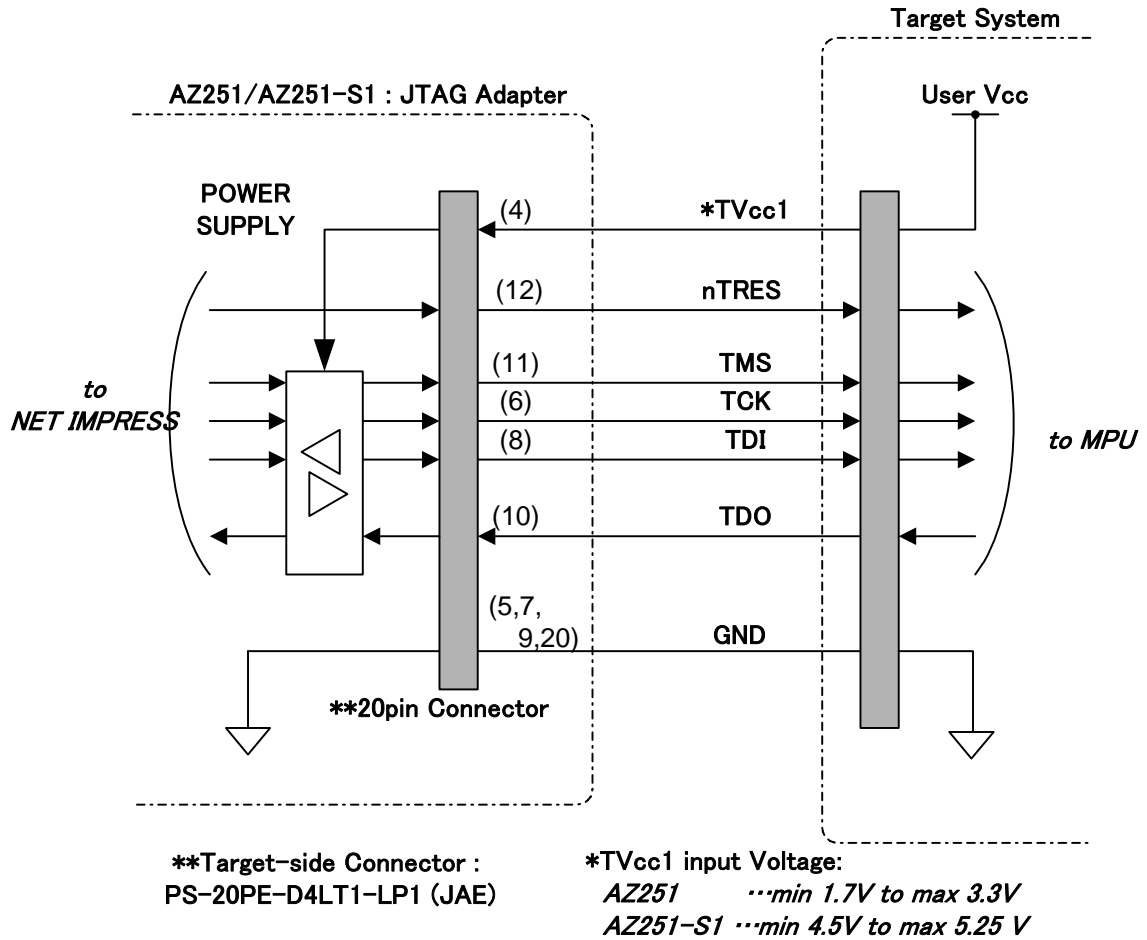 Target System
AZ251/AZ251-S1 : JTAG Adapter
User Vcc
POWER
SUPPLY
(4)
*TVcc1
(12)
nTRES
(11)
TMS
to
NET IMPRESS
(6)
TCK
(8)
TDI
to MPU
(10)
TDO
(5,7,
9,20)
GND
**20pin Connector
**Target-side Connector :
PS-20PE-D4LT1-LP1 (JAE)
*TVcc1 input Voltage:
AZ251 …min 1.7V to max 3.3V
AZ251-S1 …min 4.5V to max 5.25 V